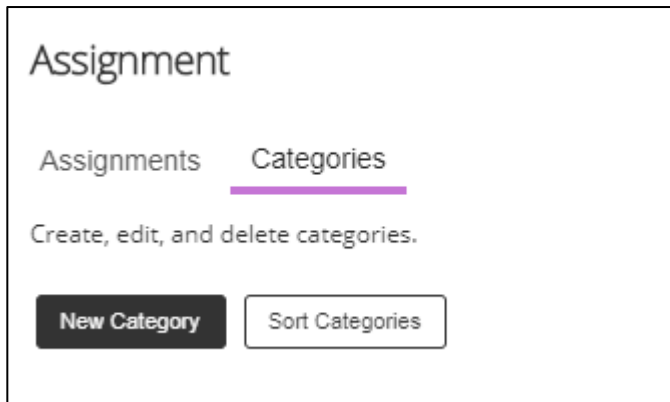 Assignment
Assignments Categories
Create, edit, and delete categories.
New Category Sort Categories